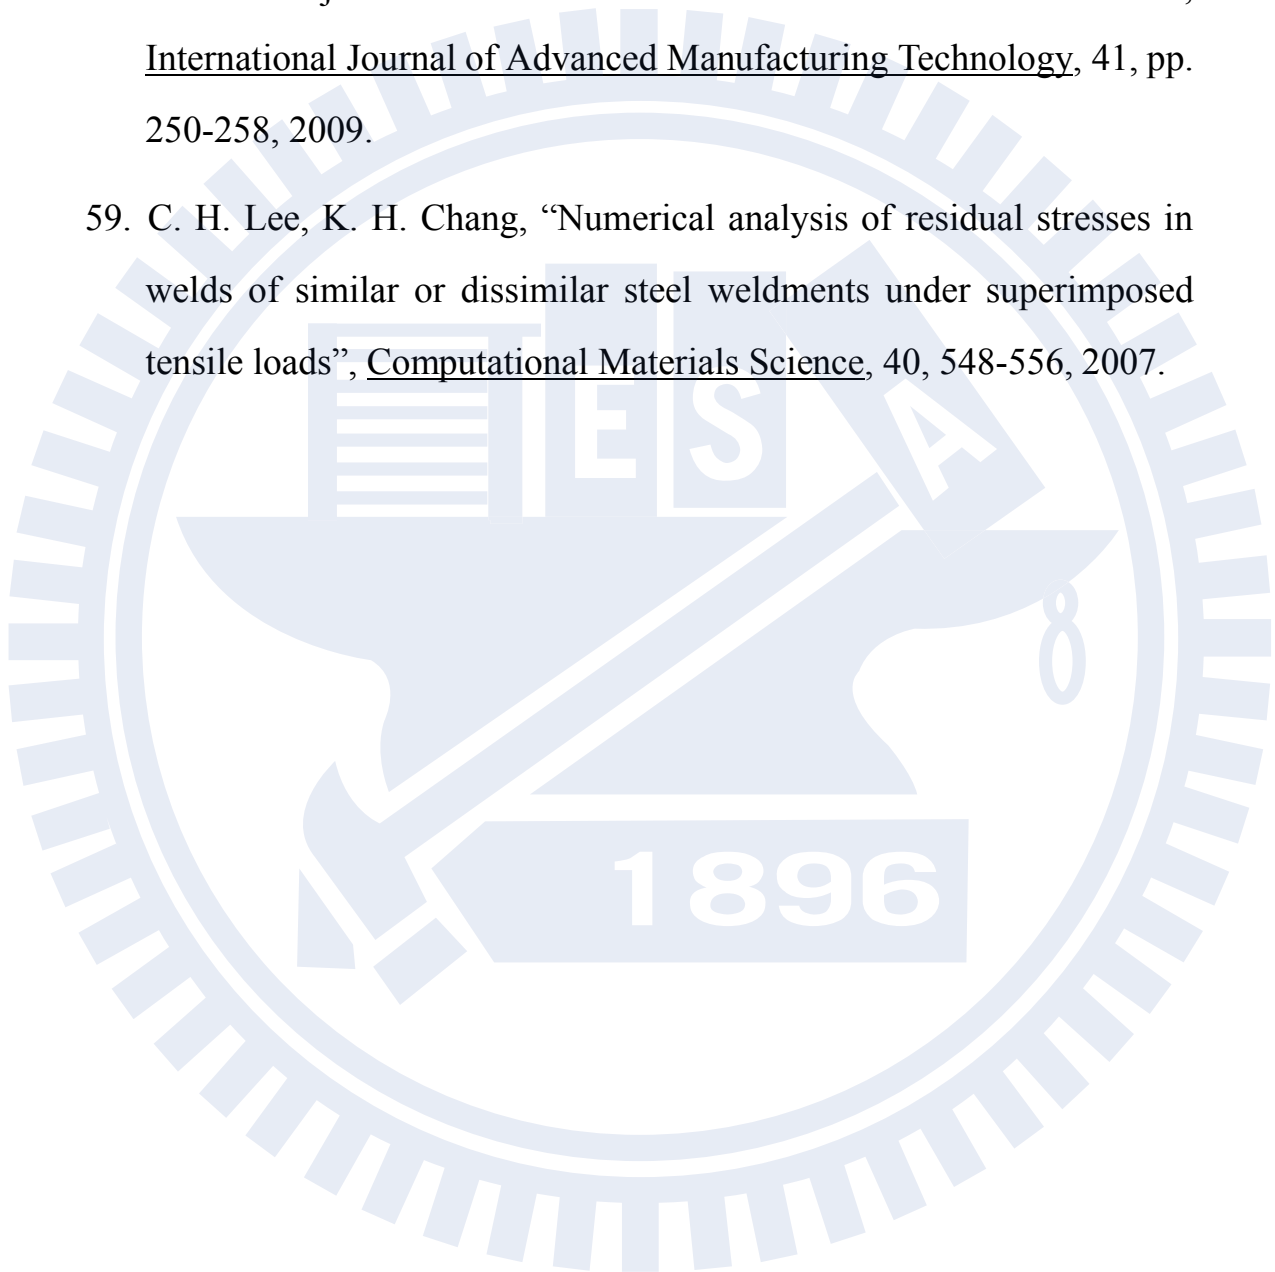 International Journal of Advanced Manufacturing Technology, 41, pp.
250-258, 2009.
59. C. H. Lee, K. H. Chang, “Numerical analysis of residual stresses in
welds of similar or dissimilar steel weldments under superimposed
tensile loads”, Computational Materials Science, 40, 548-556, 2007.
E S A
8
1896